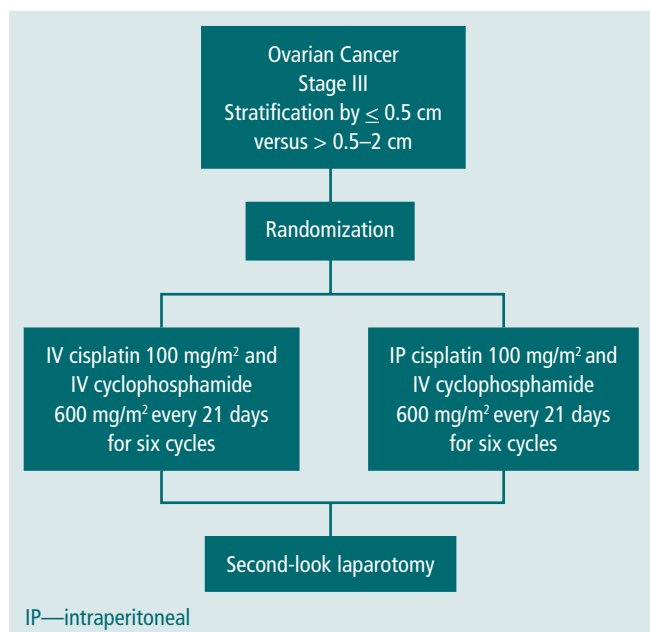 Ovarian Cancer
Stage III
Stratification by ≤ 0.5 cm
versus > 0.5–2 cm
Randomization
IV cisplatin 100 mg/m² and
IV cyclophosphamide
600 mg/m² every 21 days
for six cycles
IP cisplatin 100 mg/m² and
IV cyclophosphamide
600 mg/m² every 21 days
for six cycles
Second-look laparotomy
IP—intraperitoneal